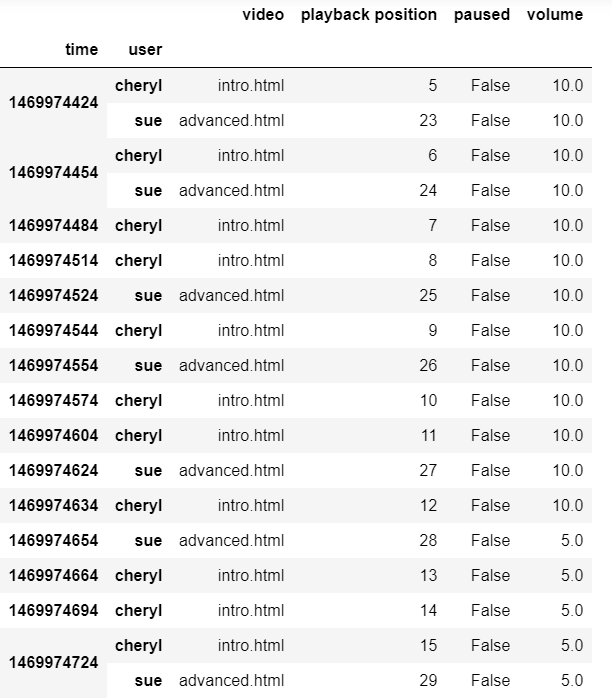 video playback position paused volume
time user
1469974424 cheryl intro.html 5 False 10.0
sue advanced.html 23 False 10.0
1469974454 cheryl intro.html 6 False 10.0
sue advanced.html 24 False 10.0
1469974484 cheryl intro.html 7 False 10.0
1469974514 cheryl intro.html 8 False 10.0
1469974524 sue advanced.html 25 False 10.0
1469974544 cheryl intro.html 9 False 10.0
1469974554 sue advanced.html 26 False 10.0
1469974574 cheryl intro.html 10 False 10.0
1469974604 cheryl intro.html 11 False 10.0
1469974624 sue advanced.html 27 False 10.0
1469974634 cheryl intro.html 12 False 10.0
1469974654 sue advanced.html 28 False 5.0
1469974664 cheryl intro.html 13 False 5.0
1469974694 cheryl intro.html 14 False 5.0
1469974724 cheryl intro.html 15 False 5.0
sue advanced.html 29 False 5.0